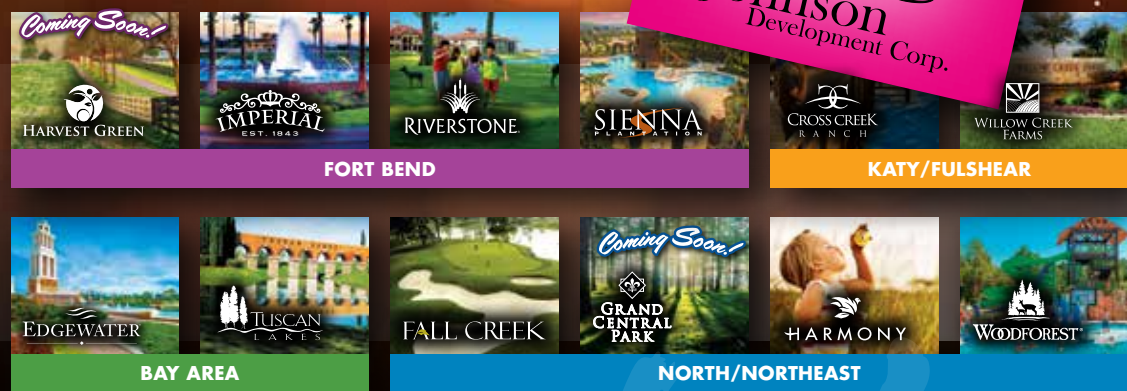 Development Corp.
Coming Soon!
HARVEST GREEN
IMPERIAL
EST. 1843
RIVERSTONE
SIENNA
PLANTATION
CROSS CREEK
RANCH
WILLOW CREEK
FARMS
FORT BEND
KATY/FULSHEAR
EDGEWATER
TUSCAN
LAKES
FALL CREEK
Coming Soon!
GRAND
CENTRAL
PARK
HARMONY
WOODFOREST®
BAY AREA
NORTH/NORTHEAST